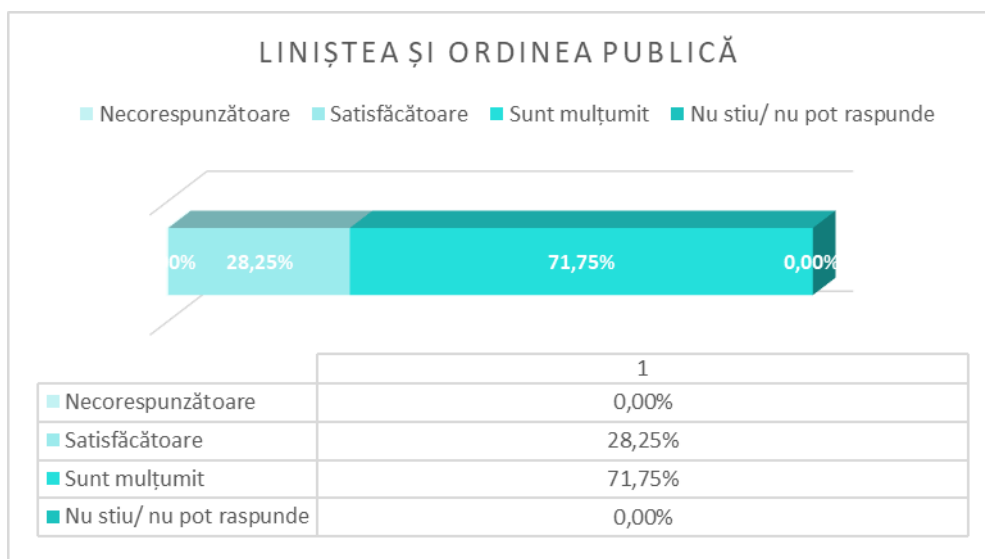 LINIȘTEA ȘI ORDINEA PUBLICĂ
Necorespunzătoare Satisfăcătoare Sunt mulțumit Nu stiu/ nu pot raspunde
0% 28,25% 71,75% 0,00%
1
Necorespunzătoare 0,00%
Satisfăcătoare 28,25%
Sunt mulțumit 71,75%
Nu stiu/ nu pot raspunde 0,00%